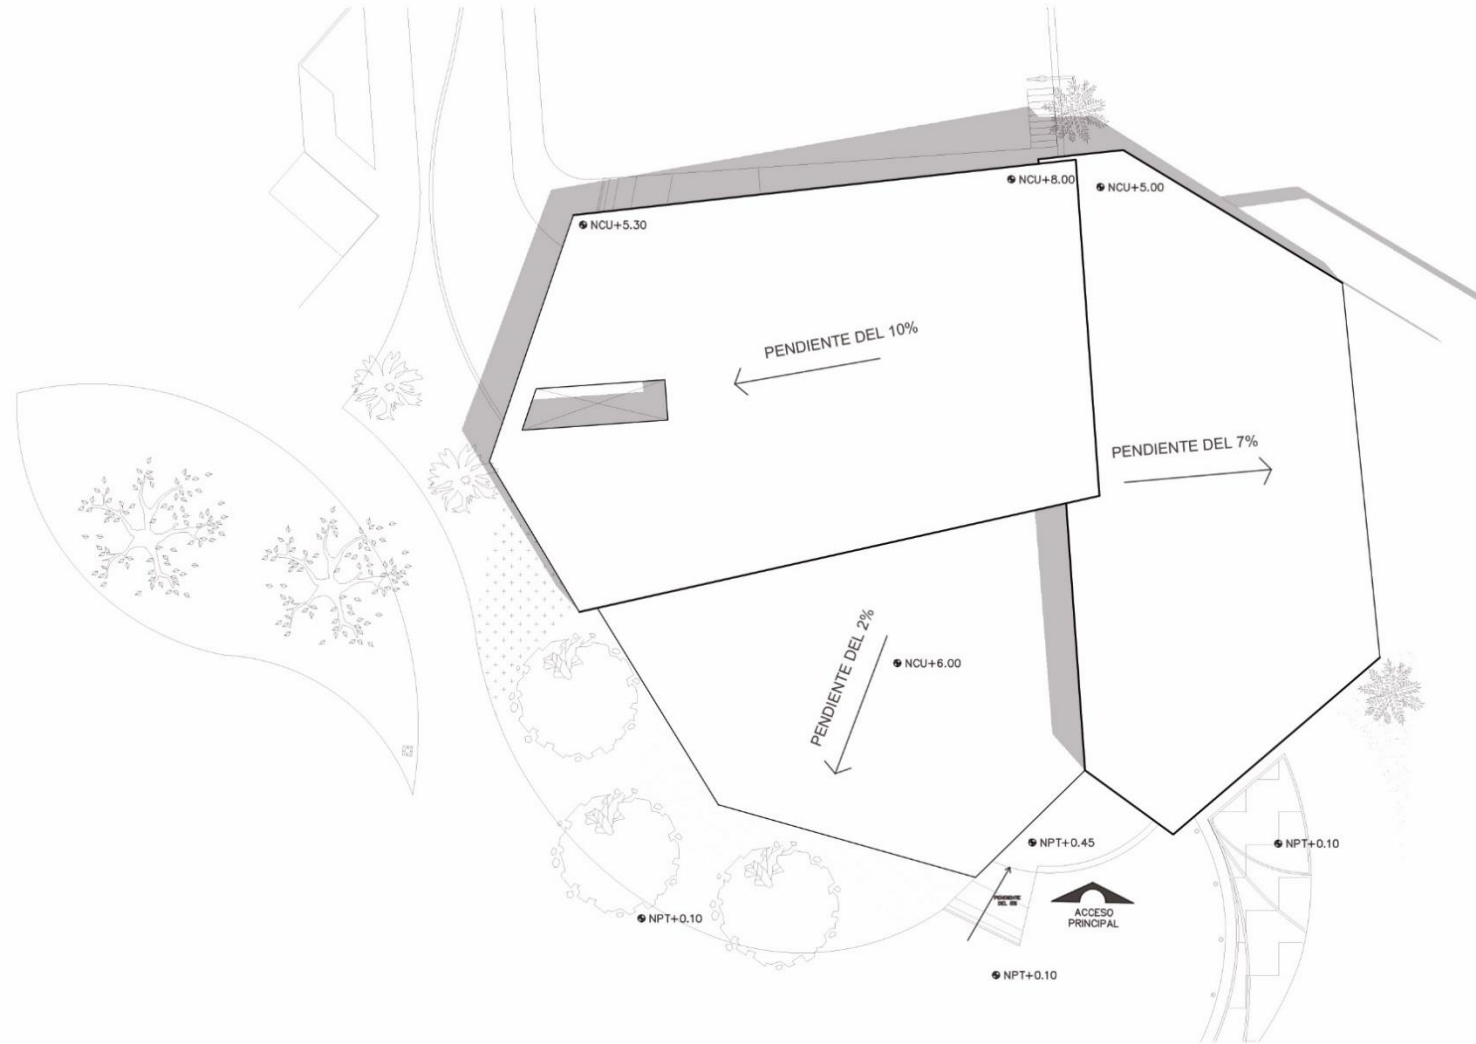 NCU+8.00
NCU+5.00
NCU+5.30
PENDIENTE DEL 10%
PENDIENTE DEL 7%
PENDIENTE DEL 2%
NCU+6.00
NPT+0.45
NPT+0.10
PENDIENTE
ACCESO
PRINCIPAL
NPT+0.10
NPT+0.10